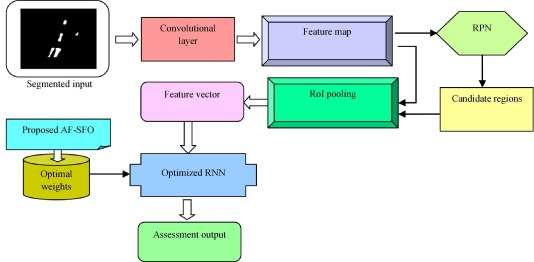 Segmented input
Convolutional
layer
Feature map
RPN
Candidate regions
RoI pooling
Feature vector
Proposed AF-SFO
Optimal
weights
Optimized RNN
Assessment output